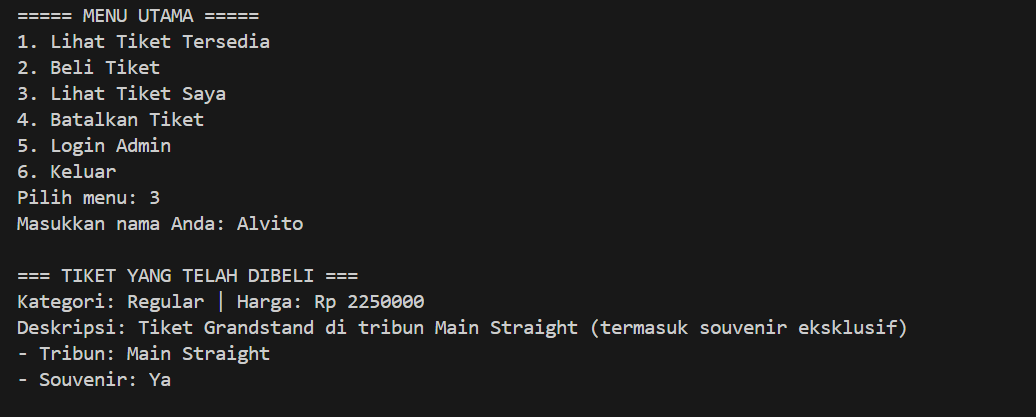 ===== MENU UTAMA =====
1. Lihat Tiket Tersedia
2. Beli Tiket
3. Lihat Tiket Saya
4. Batalkan Tiket
5. Login Admin
6. Keluar
Pilih menu: 3
Masukkan nama Anda: Alvito
=== TIKET YANG TELAH DIBELI ===
Kategori: Regular | Harga: Rp 2250000
Deskripsi: Tiket Grandstand di tribun Main Straight (termasuk souvenir eksklusif)
- Tribun: Main Straight
- Souvenir: Ya